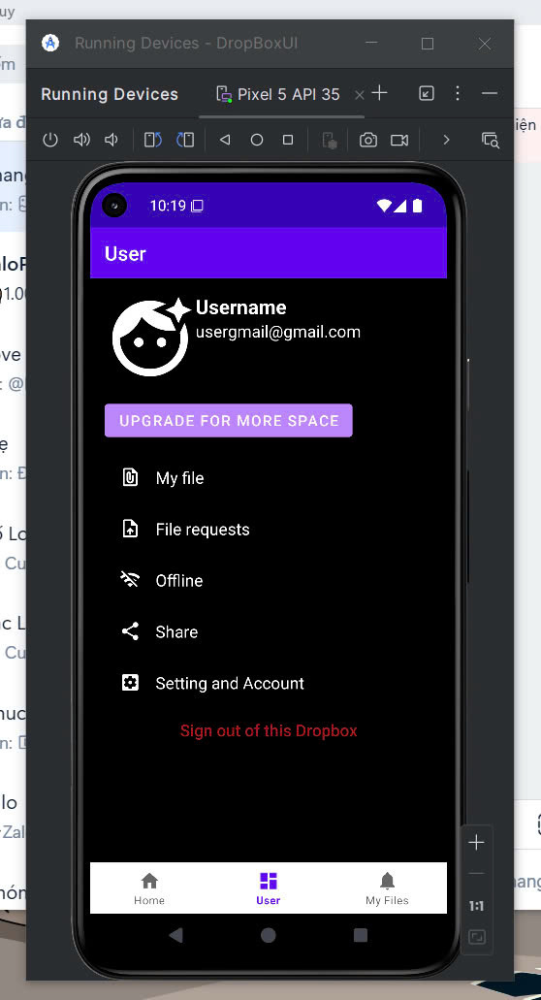 Running Devices - DropBoxUI
Running Devices
Pixel 5 API 35
10:19
User
Username
usergmail@gmail.com
UPGRADE FOR MORE SPACE
My file
File requests
Offline
Share
Setting and Account
Sign out of this Dropbox
Home
User
My Files
1:1